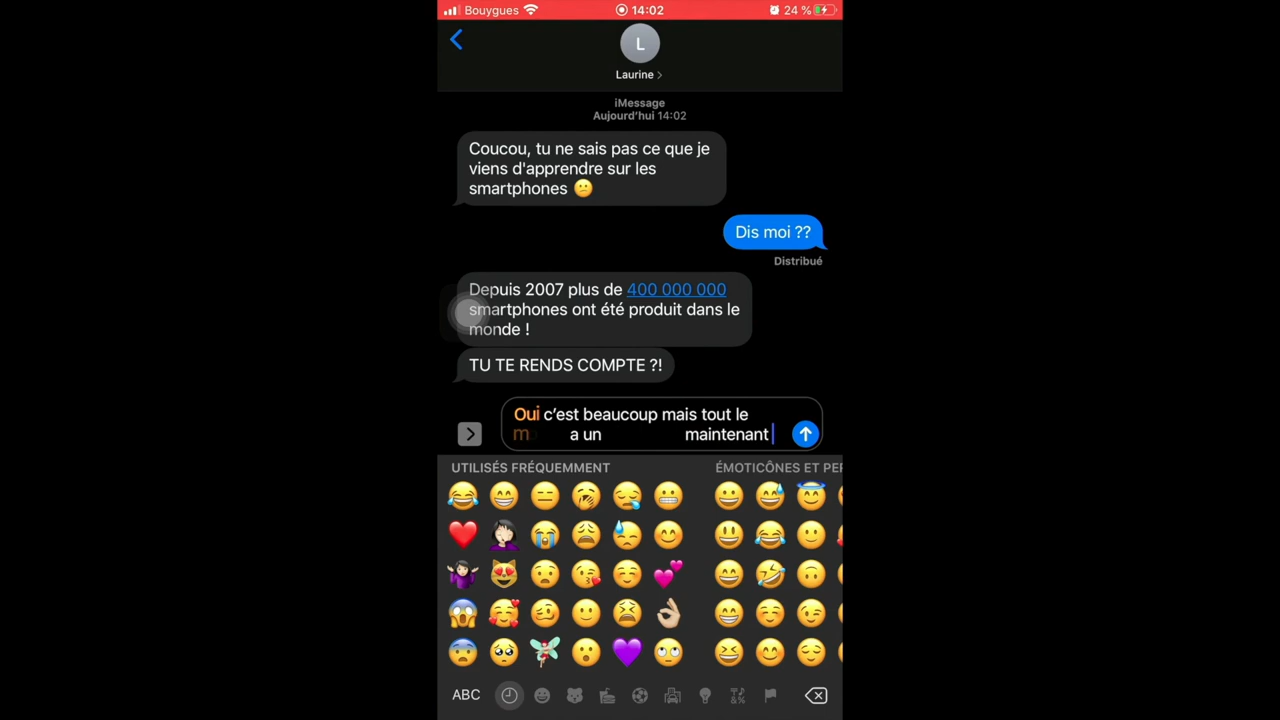 Bouygues
14:02
24 %
L
Laurine
iMessage
Aujourd'hui 14:02
Coucou, tu ne sais pas ce que je
viens d'apprendre sur les
smartphones
Dis moi ??
Distribué
Depuis 2007 plus de 400 000 000
smartphones ont été produit dans le
monde !
TU TE RENDS COMPTE ?!
Oui c’est beaucoup mais tout le
m a un maintenant
UTILISÉS FRÉQUEMMENT
ÉMOTICÔNES ET PER
ABC